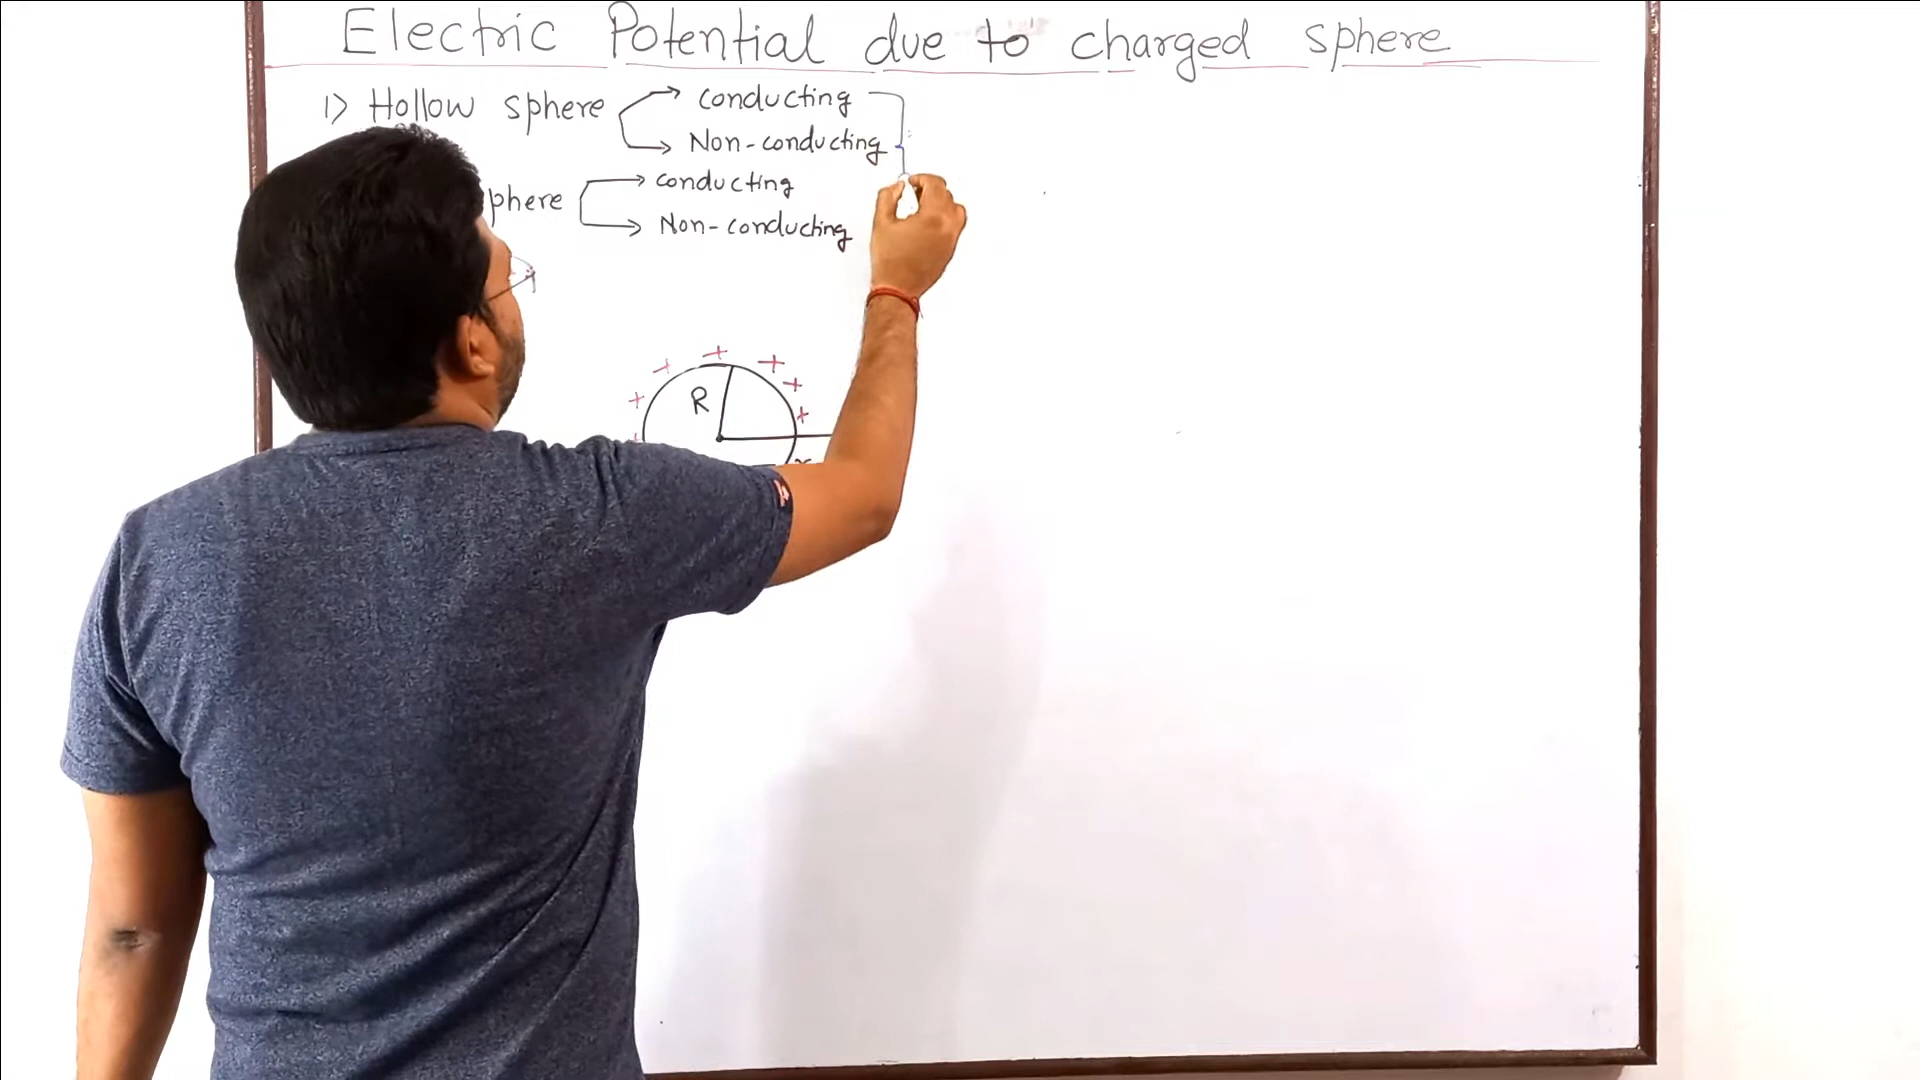 Electric Potential due to charged sphere
1) Hollow sphere
conducting
Non-conducting
phere
conducting
Non-conducting
R